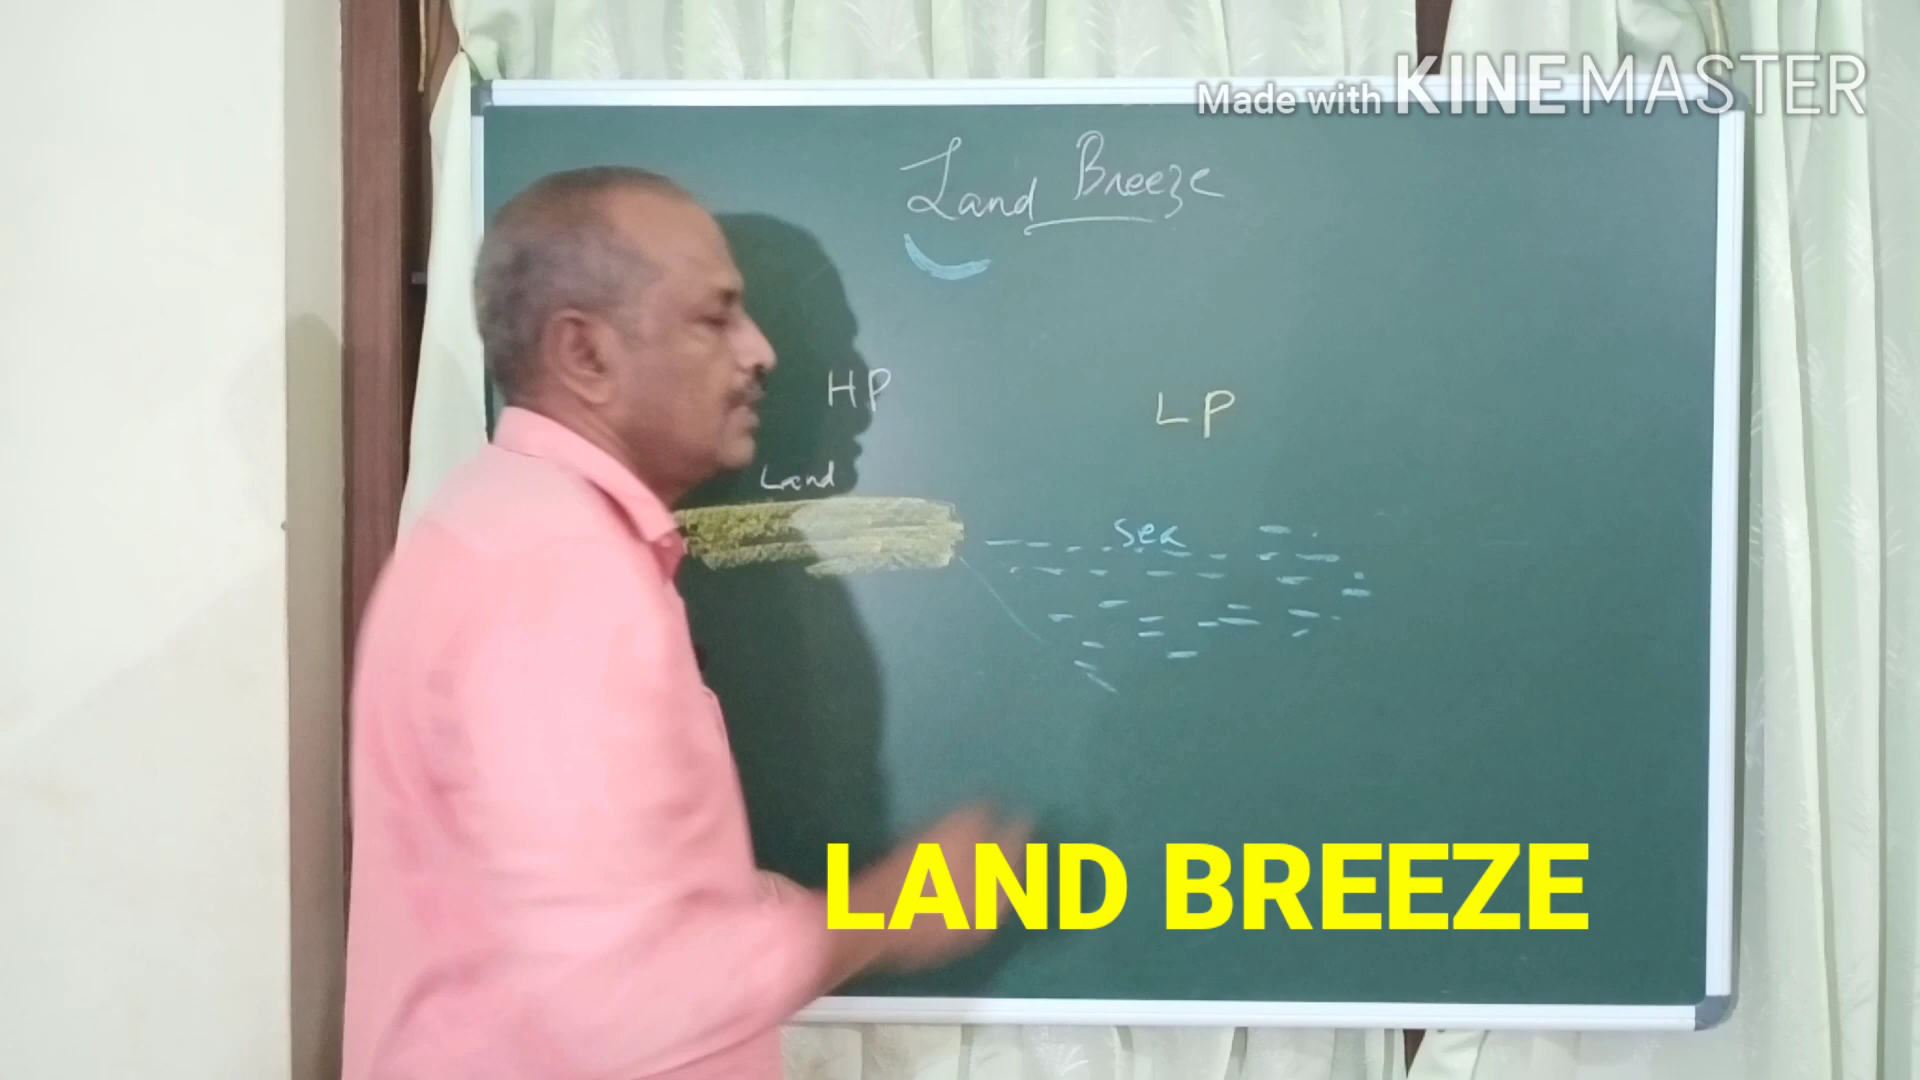 Made with KINEMASTER
Land Breeze
HP
LP
Land
Sea
LAND BREEZE